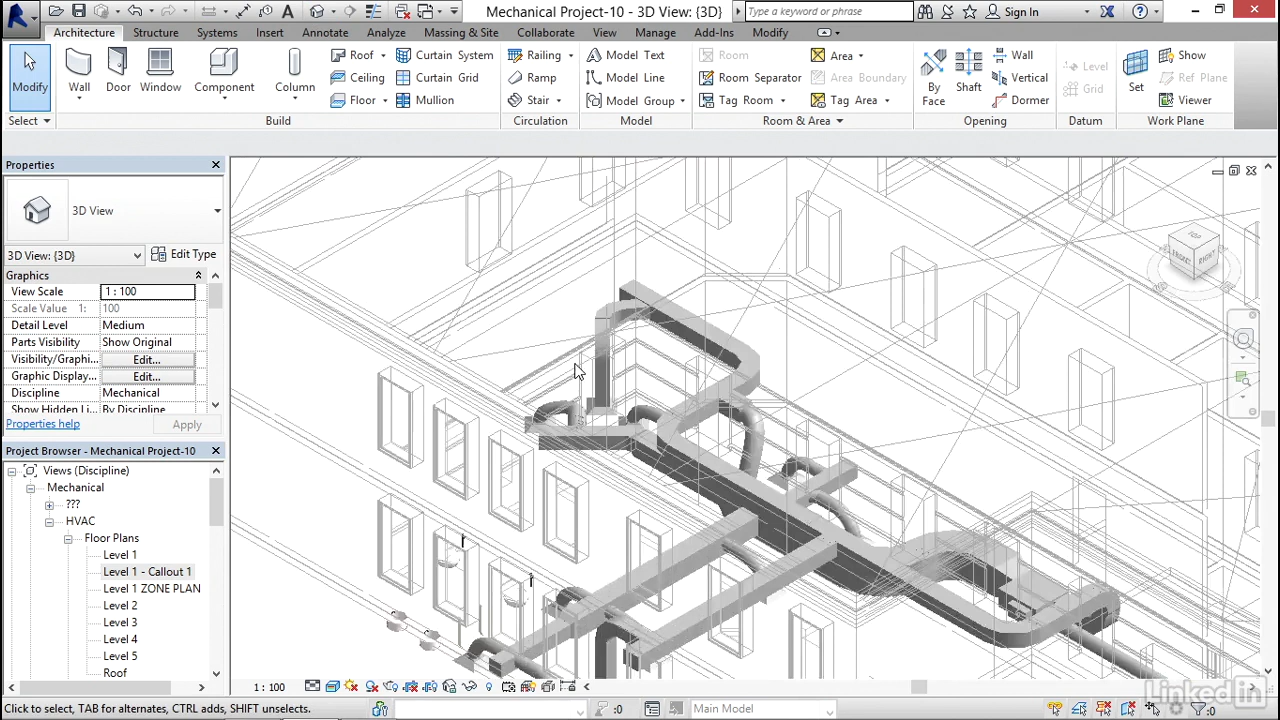 Mechanical Project-10 - 3D View: {3D}
Type a keyword or phrase
Sign In
Architecture
Structure
Systems
Insert
Annotate
Analyze
Massing & Site
Collaborate
View
Manage
Add-Ins
Modify
Modify
Wall
Door
Window
Component
Column
Roof
Ceiling
Floor
Curtain System
Curtain Grid
Mullion
Railing
Ramp
Stair
Model Text
Model Line
Model Group
Room
Room Separator
Tag Room
Area
Area Boundary
Tag Area
By
Face
Shaft
Wall
Vertical
Dormer
Level
Grid
Set
Show
Ref Plane
Viewer
Select
Build
Circulation
Model
Room & Area
Opening
Datum
Work Plane
Properties
3D View
3D View: {3D}
Edit Type
Graphics
View Scale
1 : 100
Scale Value 1:
100
Detail Level
Medium
Parts Visibility
Show Original
Visibility/Graphi...
Edit...
Graphic Display...
Edit...
Discipline
Mechanical
Show Hidden Li
By Discipline
Properties help
Apply
Project Browser - Mechanical Project-10
Views (Discipline)
Mechanical
???
HVAC
Floor Plans
Level 1
Level 1 - Callout 1
Level 1 ZONE PLAN
Level 2
Level 3
Level 4
Level 5
Roof
TOP
FRONT
RIGHT
1 : 100
Click to select, TAB for alternates, CTRL adds, SHIFT unselects.
:0
Main Model
:0
Linked in